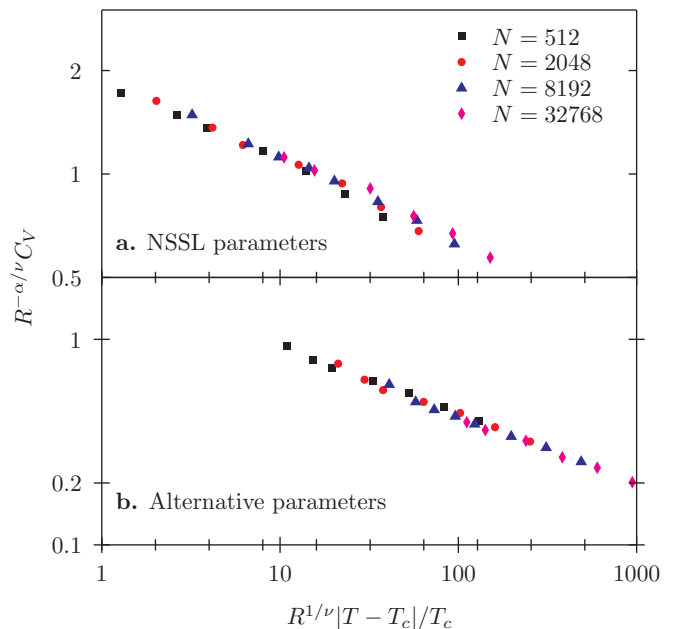 N = 512
N = 2048
N = 8192
N = 32768
2
1
0.5
a. NSSL parameters
R^{-α/ν} C_V
1
0.2
0.1
b. Alternative parameters
1 10 100 1000
R^{1/ν}|T − T_c|/T_c